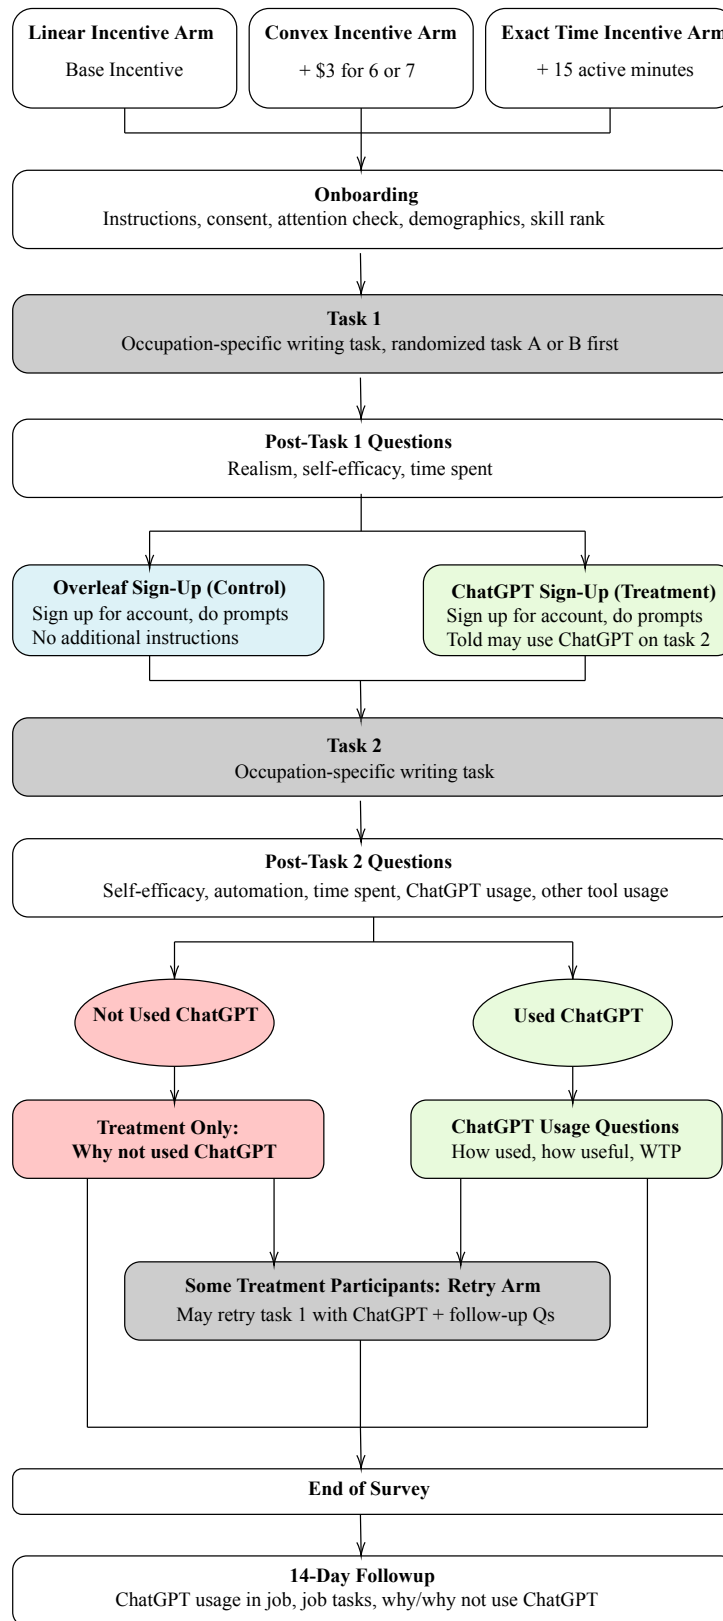 Linear Incentive Arm
Base Incentive
Convex Incentive Arm
+ $3 for 6 or 7
Exact Time Incentive Arm
+ 15 active minutes
Onboarding
Instructions, consent, attention check, demographics, skill rank
Task 1
Occupation-specific writing task, randomized task A or B first
Post-Task 1 Questions
Realism, self-efficacy, time spent
Overleaf Sign-Up (Control)
Sign up for account, do prompts
No additional instructions
ChatGPT Sign-Up (Treatment)
Sign up for account, do prompts
Told may use ChatGPT on task 2
Task 2
Occupation-specific writing task
Post-Task 2 Questions
Self-efficacy, automation, time spent, ChatGPT usage, other tool usage
Not Used ChatGPT
Used ChatGPT
Treatment Only:
Why not used ChatGPT
ChatGPT Usage Questions
How used, how useful, WTP
Some Treatment Participants: Retry Arm
May retry task 1 with ChatGPT + follow-up Qs
End of Survey
14-Day Followup
ChatGPT usage in job, job tasks, why/why not use ChatGPT